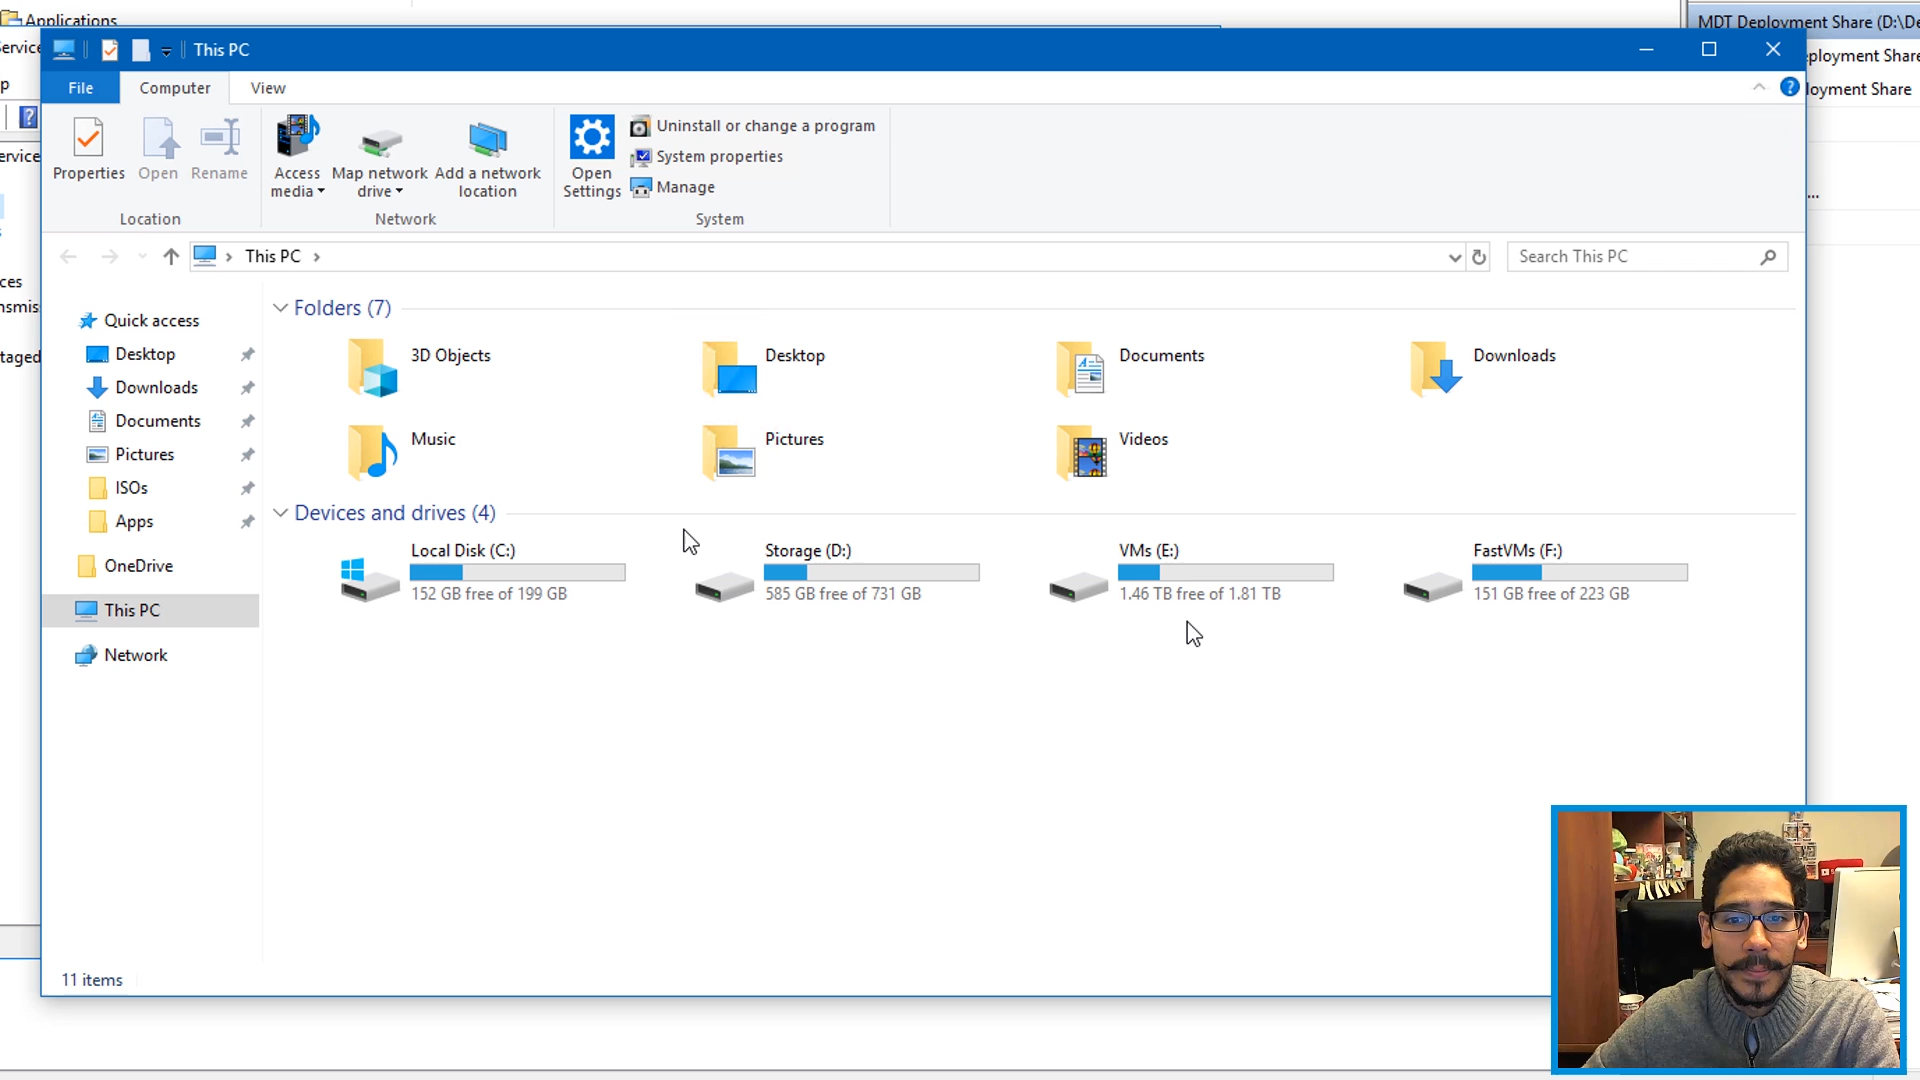 Applications
MDT Deployment Share (D:\De
This PC
ployment Share
File
Computer
View
loyment Share
Properties
Open
Rename
Access media
Map network drive
Add a network location
Open Settings
Uninstall or change a program
System properties
Manage
Location
Network
System
This PC
Search This PC
Folders (7)
Quick access
Desktop
Downloads
Documents
Pictures
ISOs
Apps
OneDrive
This PC
Network
3D Objects
Desktop
Documents
Downloads
Music
Pictures
Videos
Devices and drives (4)
Local Disk (C:)
152 GB free of 199 GB
Storage (D:)
585 GB free of 731 GB
VMs (E:)
1.46 TB free of 1.81 TB
FastVMs (F:)
151 GB free of 223 GB
11 items